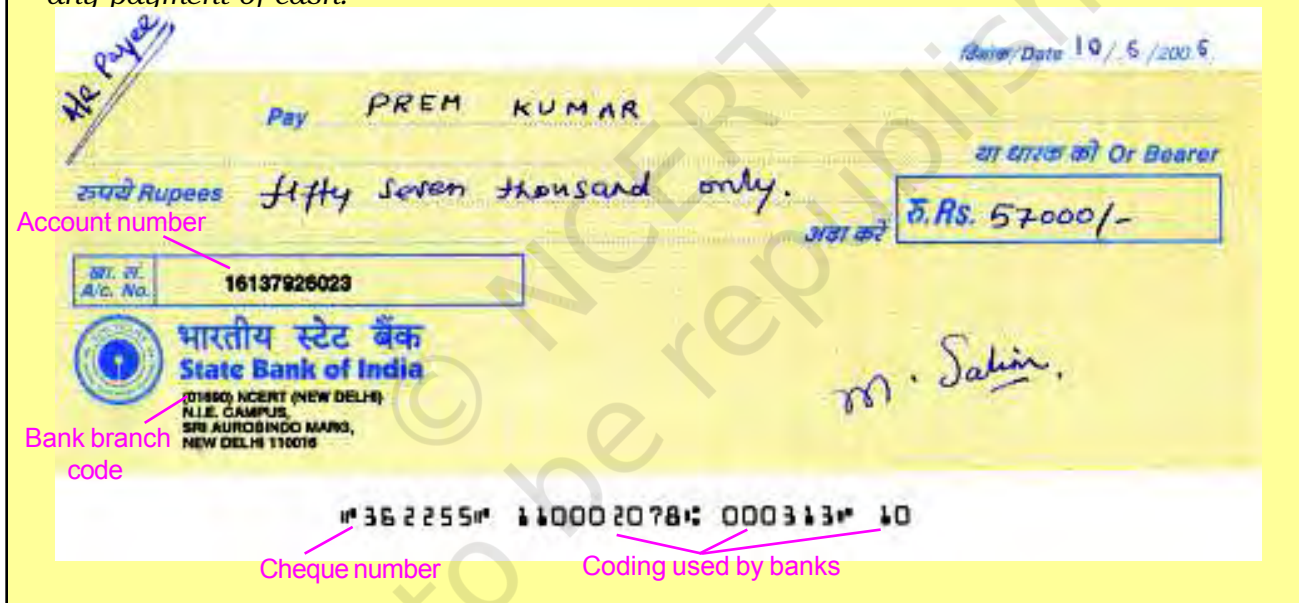 any payment of cash.
A/c Payee
दिनांक/Date 10/6/2006
Pay PREM KUMAR
या धारक को Or Bearer
रुपये Rupees fifty seven thousand only.
अदा करें रु.Rs. 57000/-
Account number
खा. सं.
A/c. No. 16137926023
भारतीय स्टेट बैंक
State Bank of India
(01690) NCERT (NEW DELHI)
N.I.E. CAMPUS,
SRI AUROBINDO MARG,
NEW DELHI 110016
M. Salim.
Bank branch
code
⑈362255⑈ 110002078⑆ 000313⑈ 10
Cheque number
Coding used by banks
© NCERT
to be republish